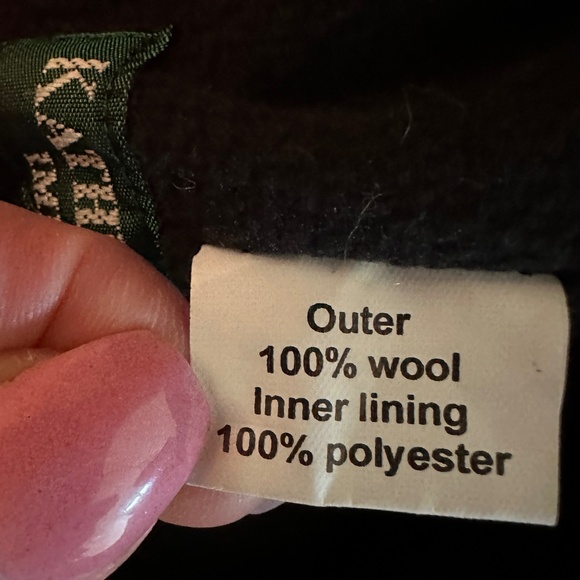 Outer
100% wool
Inner lining
100% polyester